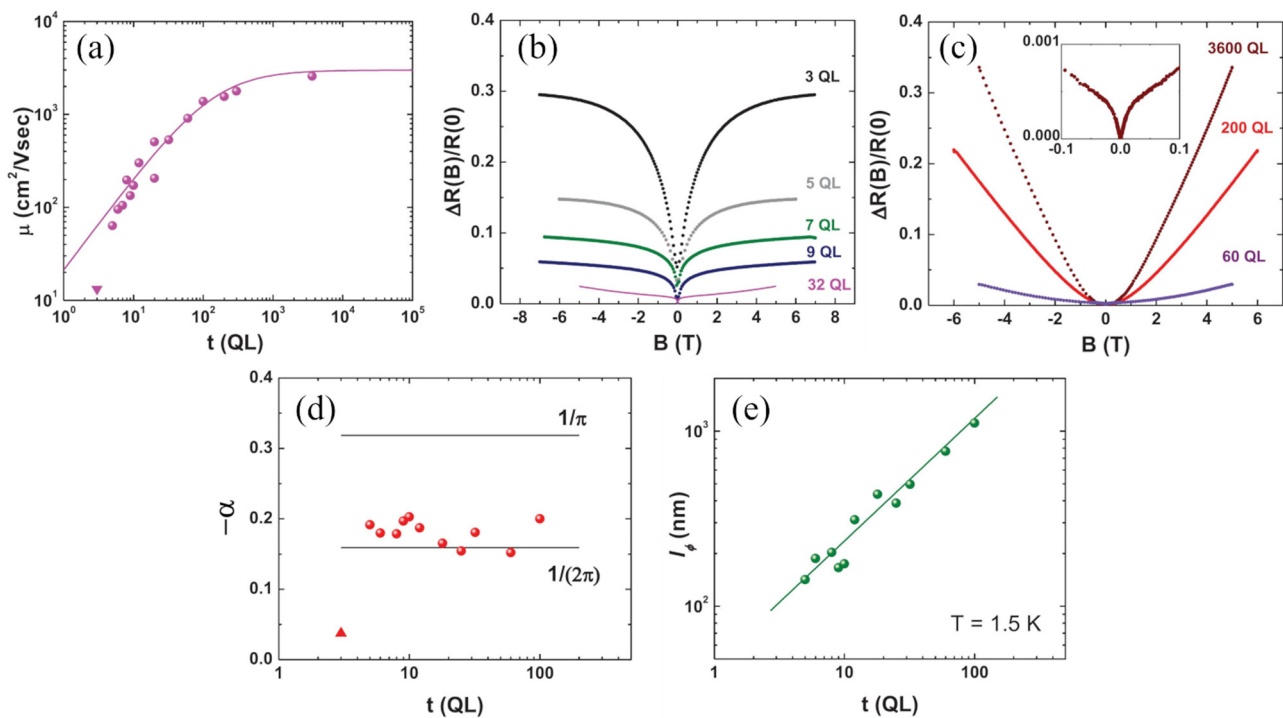 (a)
μ (cm²/Vsec)
10⁴
10³
10²
10¹
10⁰ 10¹ 10² 10³ 10⁴ 10⁵
t (QL)
(b)
ΔR(B)/R(0)
0.4
0.3
0.2
0.1
0.0
3 QL
5 QL
7 QL
9 QL
32 QL
-8 -6 -4 -2 0 2 4 6 8
B (T)
(c)
ΔR(B)/R(0)
0.4
0.3
0.2
0.1
0.0
0.001
0.000
-0.1 0.0 0.1
3600 QL
200 QL
60 QL
-6 -4 -2 0 2 4 6
B (T)
(d)
−α
0.4
0.3
0.2
0.1
0.0
1/π
1/(2π)
1 10 100
t (QL)
(e)
lϕ (nm)
10³
10²
T = 1.5 K
1 10 100
t (QL)